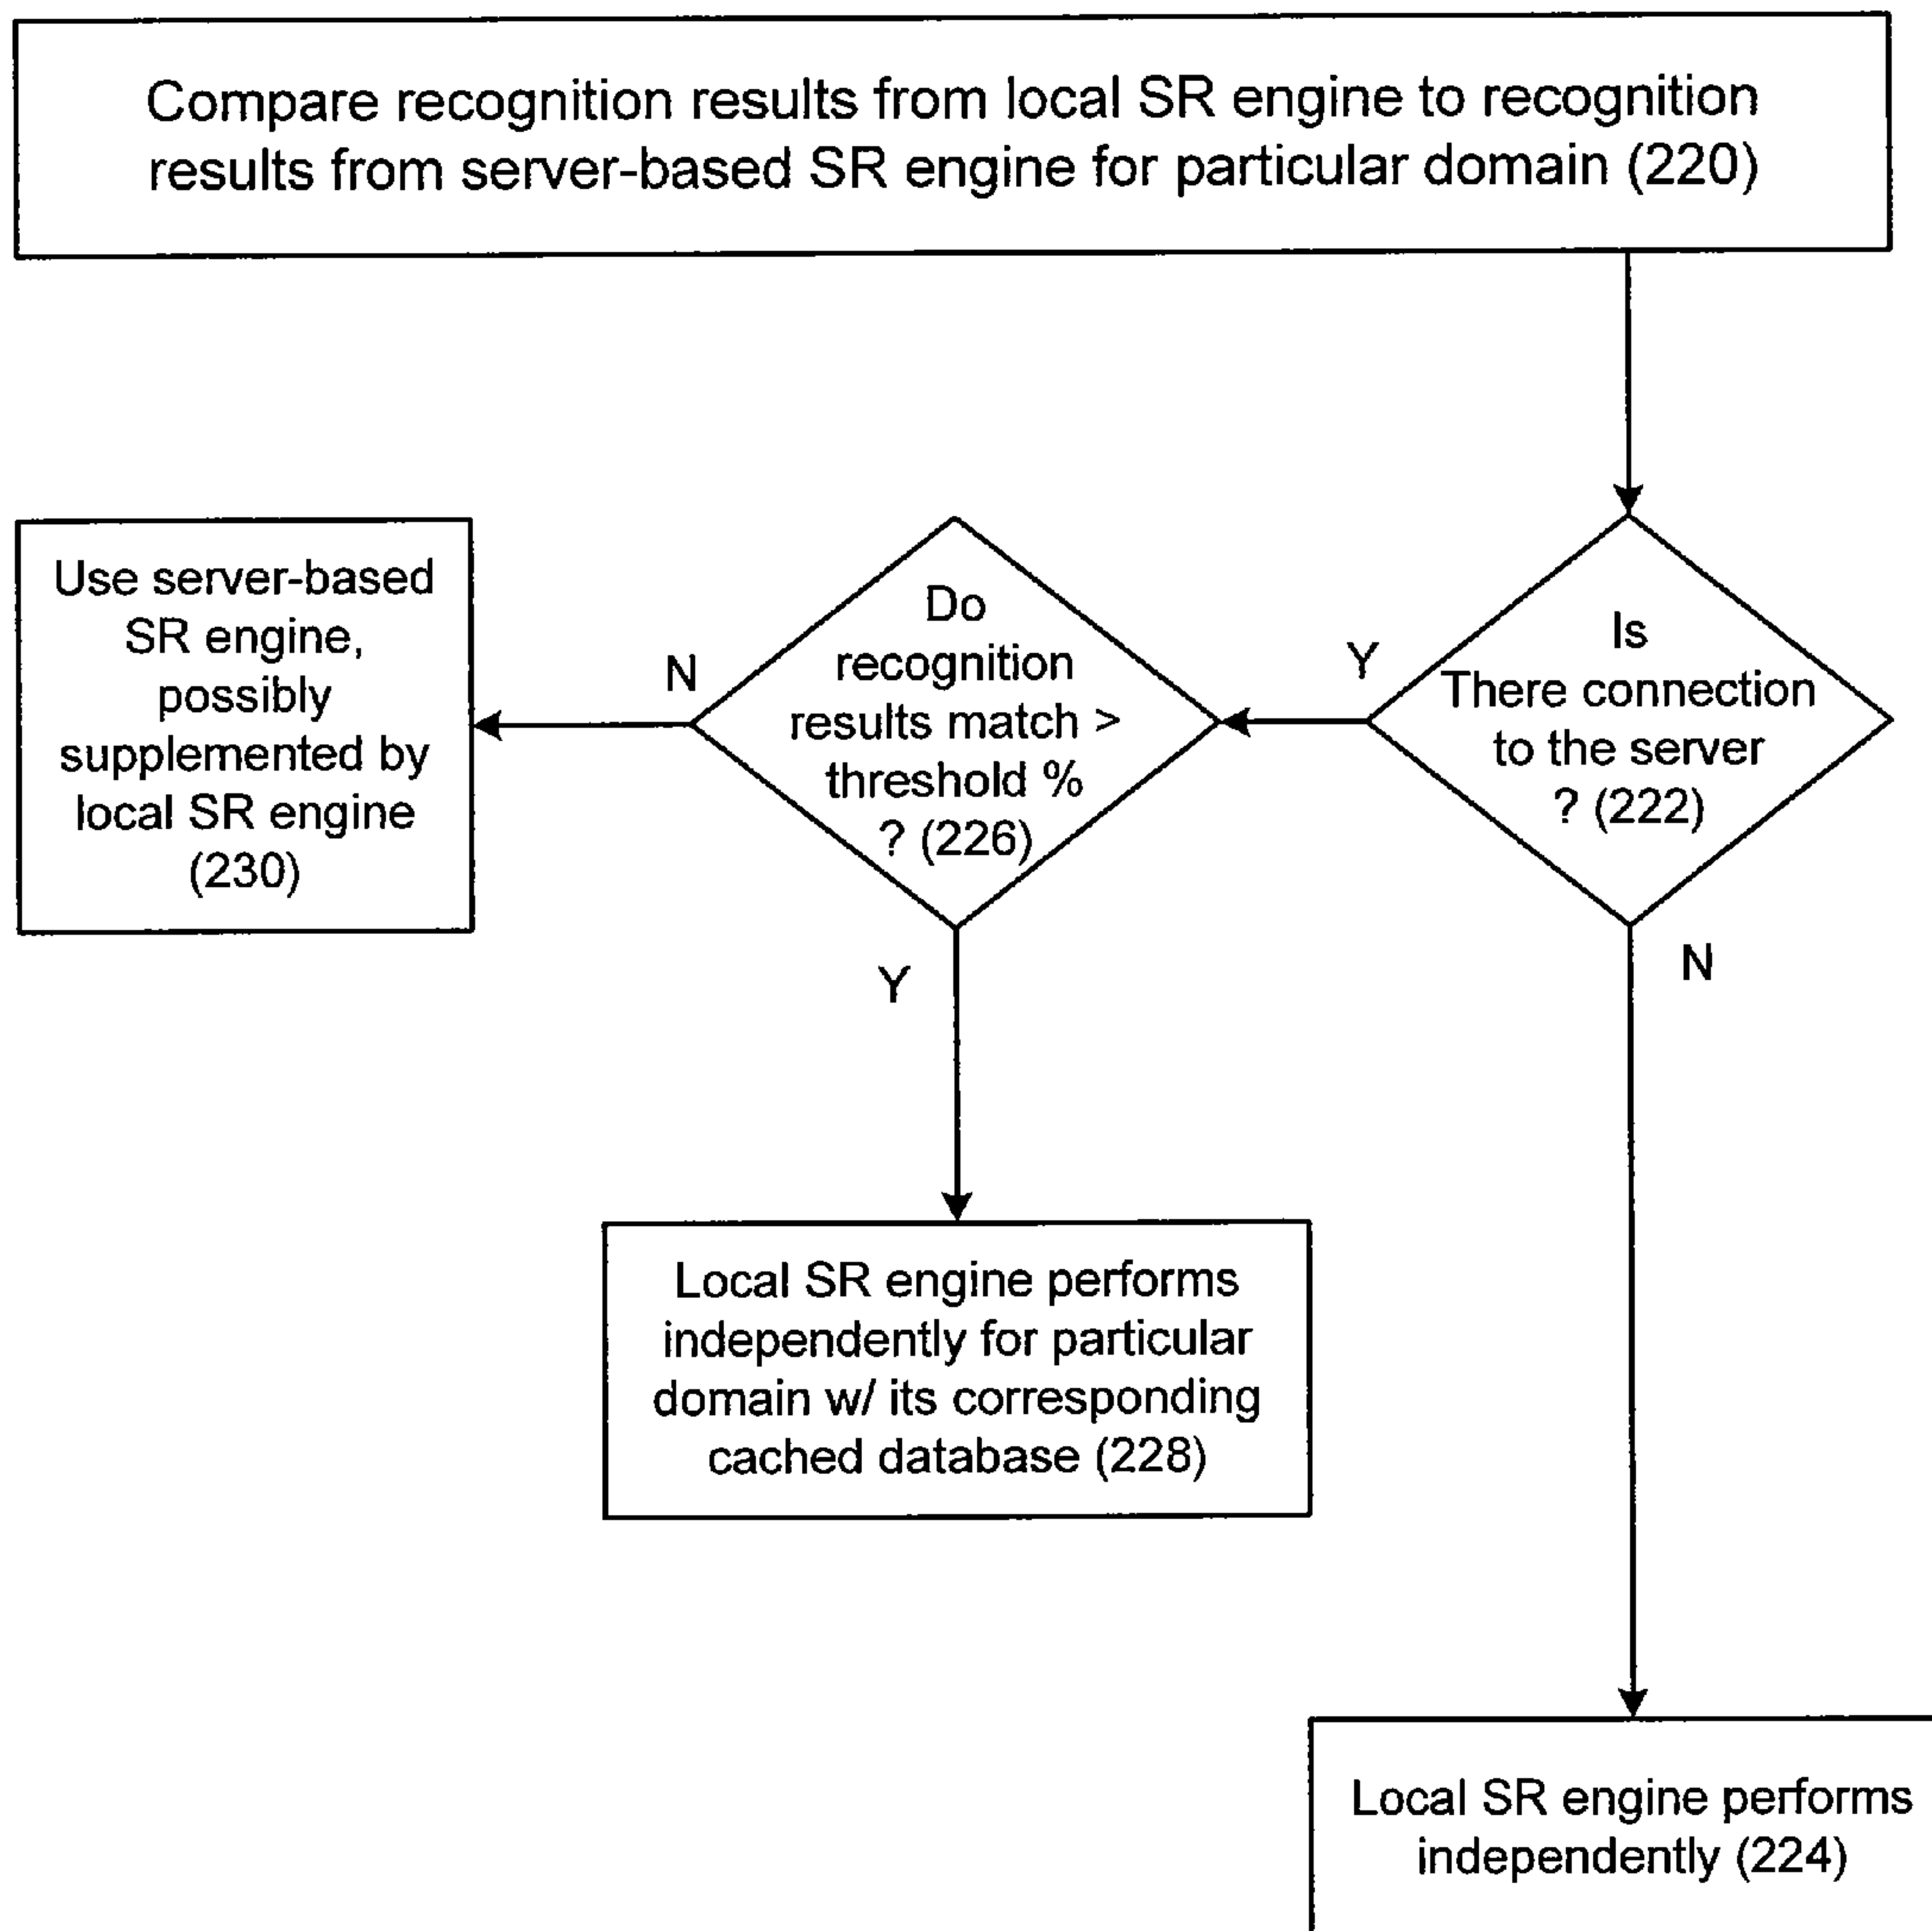 Compare recognition results from local SR engine to recognition
results from server-based SR engine for particular domain (220)
Use server-based
SR engine,
possibly
supplemented by
local SR engine
(230)
N
Do
recognition
results match >
threshold %
? (226)
Y
Is
There connection
to the server
? (222)
Y
N
Local SR engine performs
independently for particular
domain w/ its corresponding
cached database (228)
Local SR engine performs
independently (224)